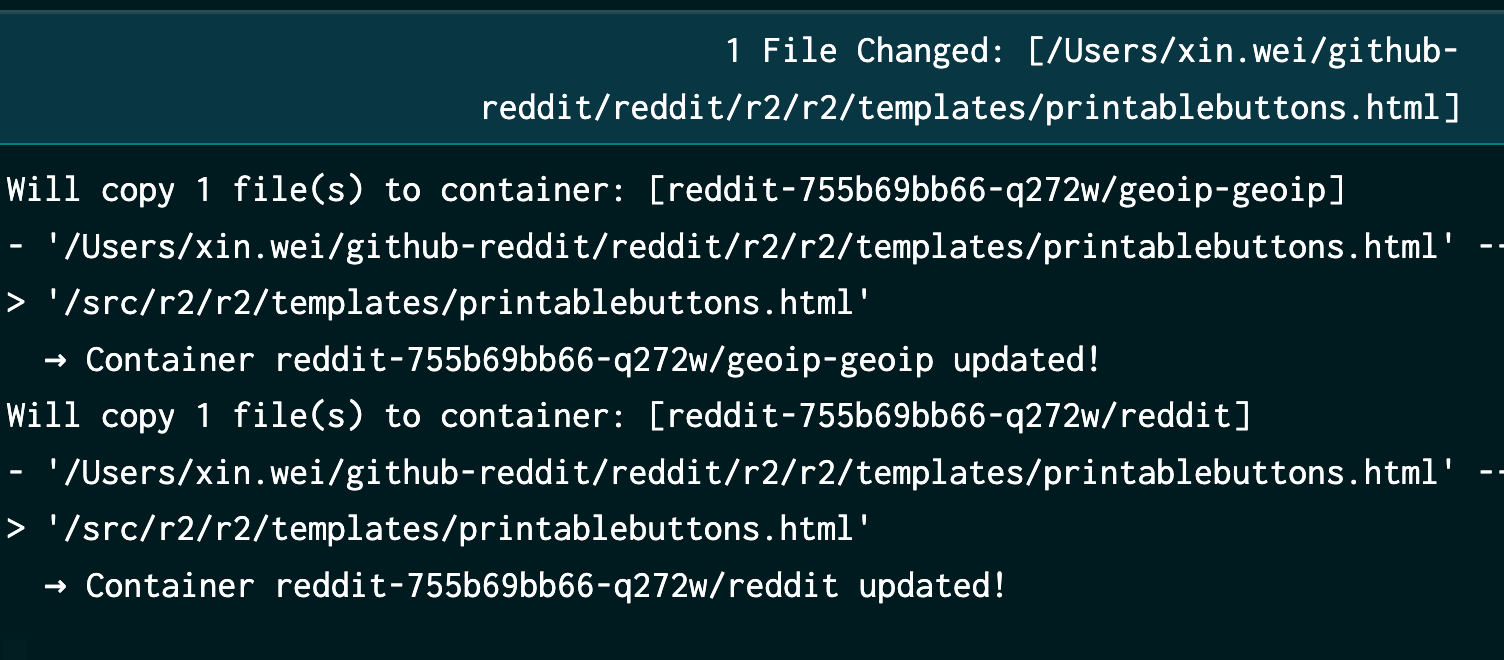 1 File Changed: [/Users/xin.wei/github-
reddit/reddit/r2/r2/templates/printablebuttons.html]
Will copy 1 file(s) to container: [reddit-755b69bb66-q272w/geoip-geoip]
- '/Users/xin.wei/github-reddit/reddit/r2/r2/templates/printablebuttons.html' --
> '/src/r2/r2/templates/printablebuttons.html'
→ Container reddit-755b69bb66-q272w/geoip-geoip updated!
Will copy 1 file(s) to container: [reddit-755b69bb66-q272w/reddit]
- '/Users/xin.wei/github-reddit/reddit/r2/r2/templates/printablebuttons.html' --
> '/src/r2/r2/templates/printablebuttons.html'
→ Container reddit-755b69bb66-q272w/reddit updated!